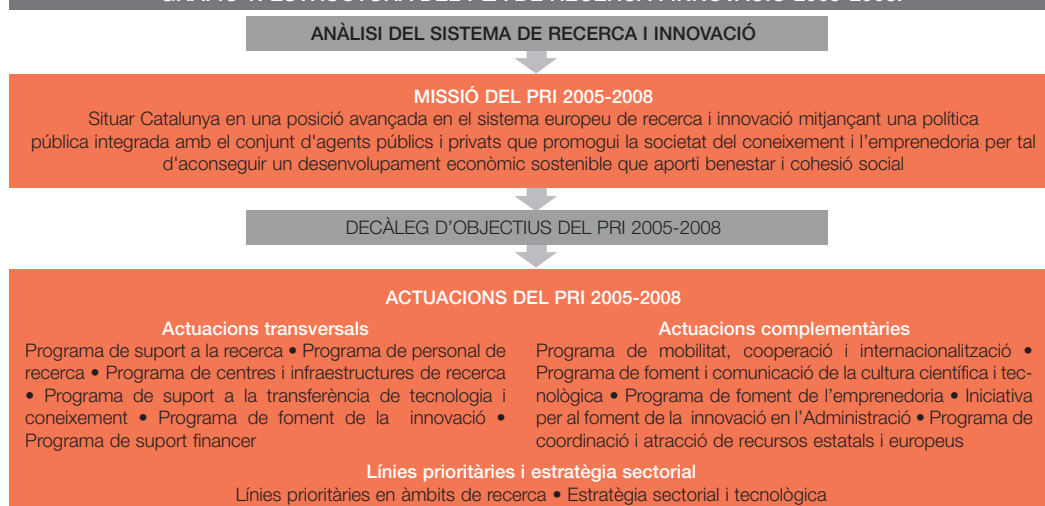 ANÀLISI DEL SISTEMA DE RECERCA I INNOVACIÓ
MISSIÓ DEL PRI 2005-2008
Situar Catalunya en una posició avançada en el sistema europeu de recerca i innovació mitjançant una política
pública integrada amb el conjunt d'agents públics i privats que promogui la societat del coneixement i l'emprenedoria per tal
d'aconseguir un desenvolupament econòmic sostenible que aporti benestar i cohesió social
DECÀLEG D'OBJECTIUS DEL PRI 2005-2008
ACTUACIONS DEL PRI 2005-2008
Actuacions transversals
Programa de suport a la recerca • Programa de personal de
recerca • Programa de centres i infraestructures de recerca
• Programa de suport a la transferència de tecnologia i
coneixement • Programa de foment de la innovació •
Programa de suport financer
Actuacions complementàries
Programa de mobilitat, cooperació i internacionalització •
Programa de foment i comunicació de la cultura científica i tec-
nològica • Programa de foment de l'emprenedoria • Iniciativa
per al foment de la innovació en l'Administració • Programa de
coordinació i atracció de recursos estatals i europeus
Línies prioritàries i estratègia sectorial
Línies prioritàries en àmbits de recerca • Estratègia sectorial i tecnològica